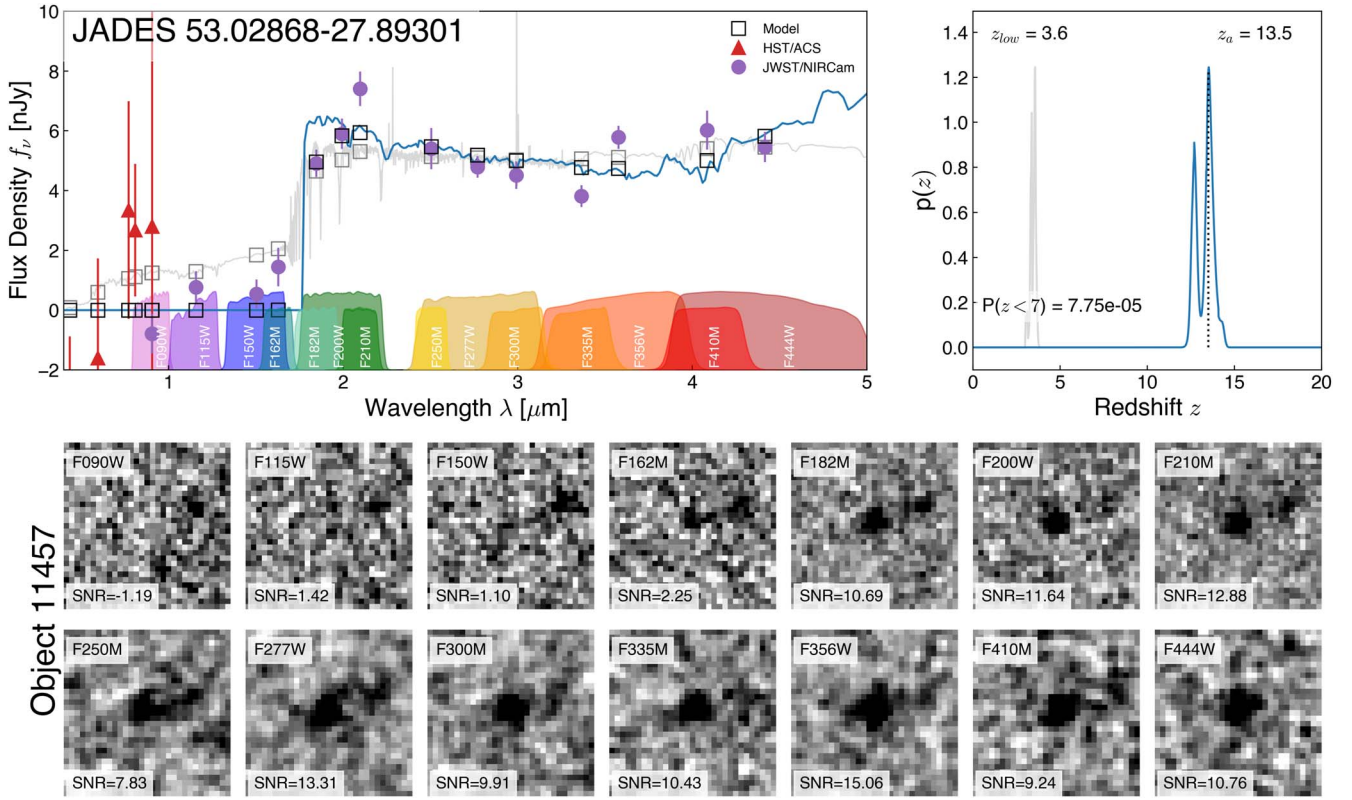 JADES 53.02868-27.89301
Model
HST/ACS
JWST/NIRCam
10
8
6
4
2
0
−2
Flux Density fν [nJy]
F090W
F115W
F150W
F162M
F182M
F200W
F210M
F250M
F277W
F300M
F335M
F356W
F410M
F444W
1
2
3
4
5
Wavelength λ [μm]
zlow = 3.6
za = 13.5
1.4
1.2
1.0
0.8
0.6
0.4
0.2
0.0
p(z)
P(z < 7) = 7.75e-05
0
5
10
15
20
Redshift z
Object 11457
F090W
SNR=-1.19
F115W
SNR=1.42
F150W
SNR=1.10
F162M
SNR=2.25
F182M
SNR=10.69
F200W
SNR=11.64
F210M
SNR=12.88
F250M
SNR=7.83
F277W
SNR=13.31
F300M
SNR=9.91
F335M
SNR=10.43
F356W
SNR=15.06
F410M
SNR=9.24
F444W
SNR=10.76